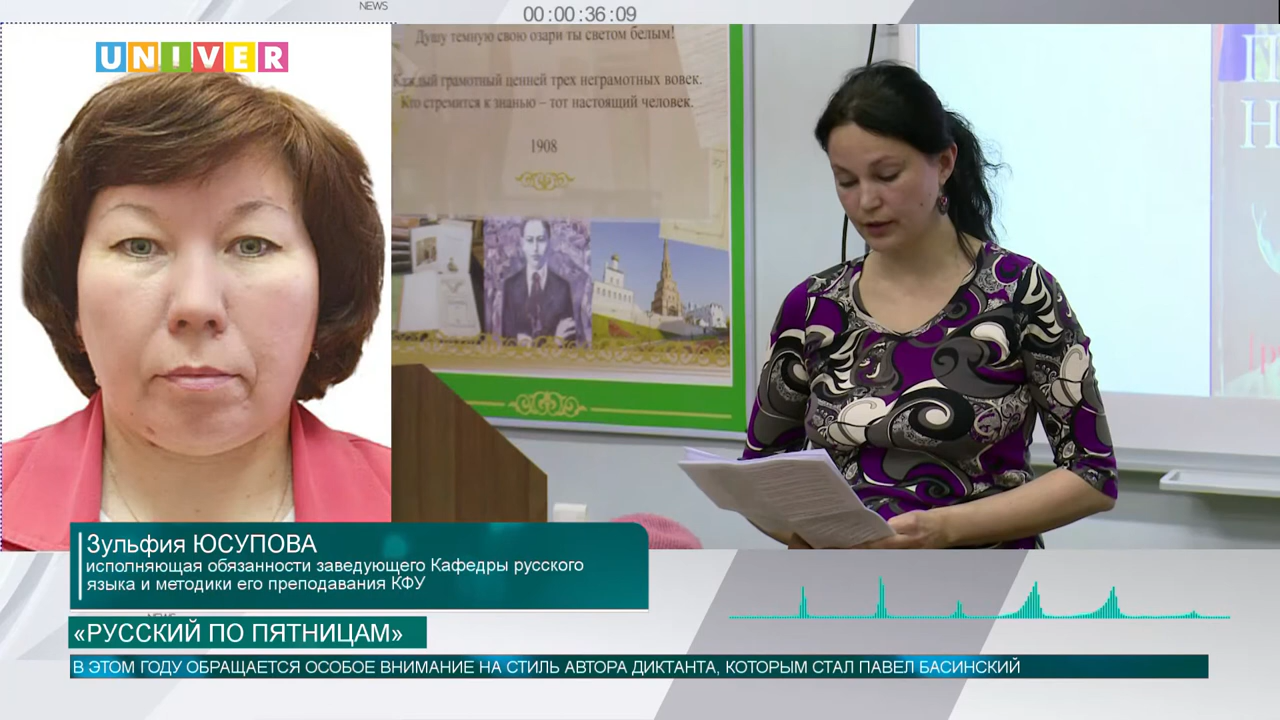 NEWS
00:00:36:09
UNIVER
Душу темную свою озари ты светом белым!
Каждый грамотный ценней трех неграмотных вовек.
Кто стремится к знанью – тот настоящий человек.
1908
Зульфия ЮСУПОВА
исполняющая обязанности заведующего Кафедры русского
языка и методики его преподавания КФУ
«РУССКИЙ ПО ПЯТНИЦАМ»
В ЭТОМ ГОДУ ОБРАЩАЕТСЯ ОСОБОЕ ВНИМАНИЕ НА СТИЛЬ АВТОРА ДИКТАНТА, КОТОРЫМ СТАЛ ПАВЕЛ БАСИНСКИЙ